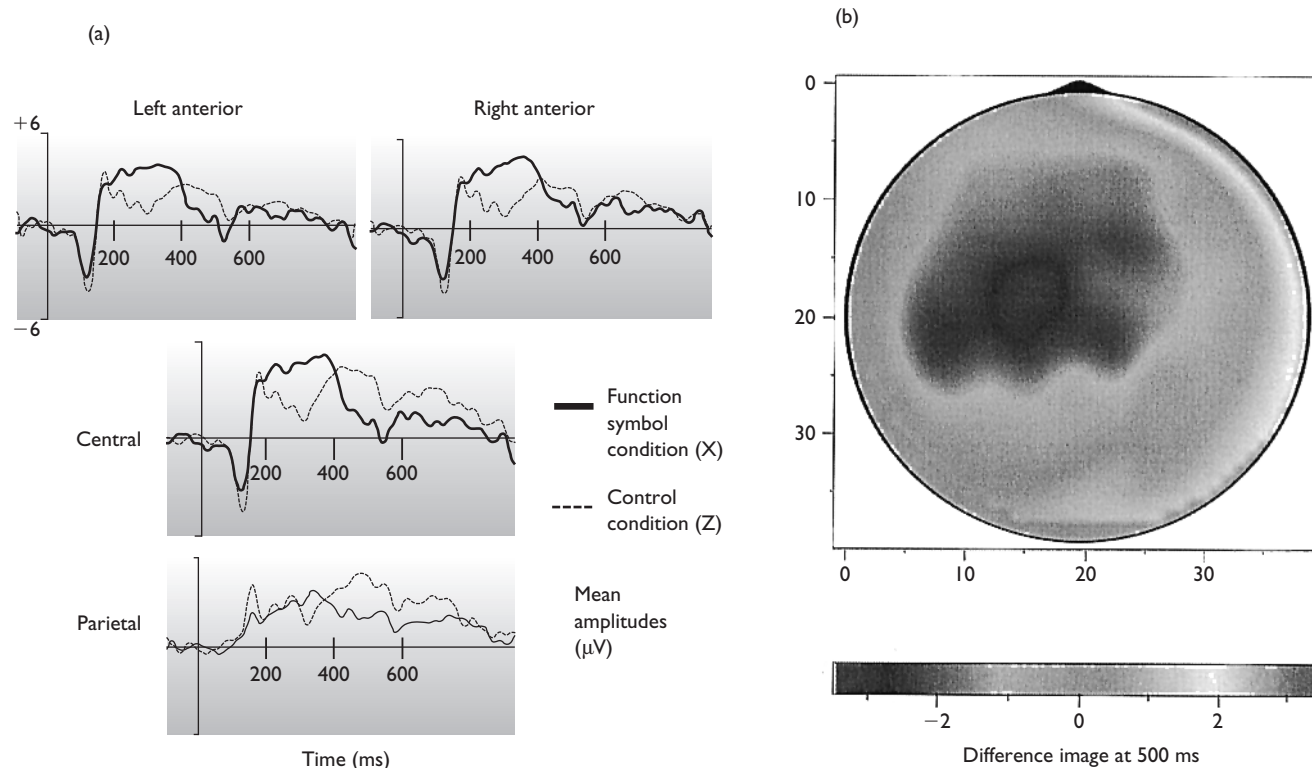 (a)
Left anterior
Right anterior
+6
200 400 600
200 400 600
−6
Central
200 400 600
Function
symbol
condition (X)
Control
condition (Z)
Parietal
200 400 600
Mean
amplitudes
(μV)
Time (ms)
(b)
0
10
20
30
0 10 20 30
−2 0 2
Difference image at 500 ms